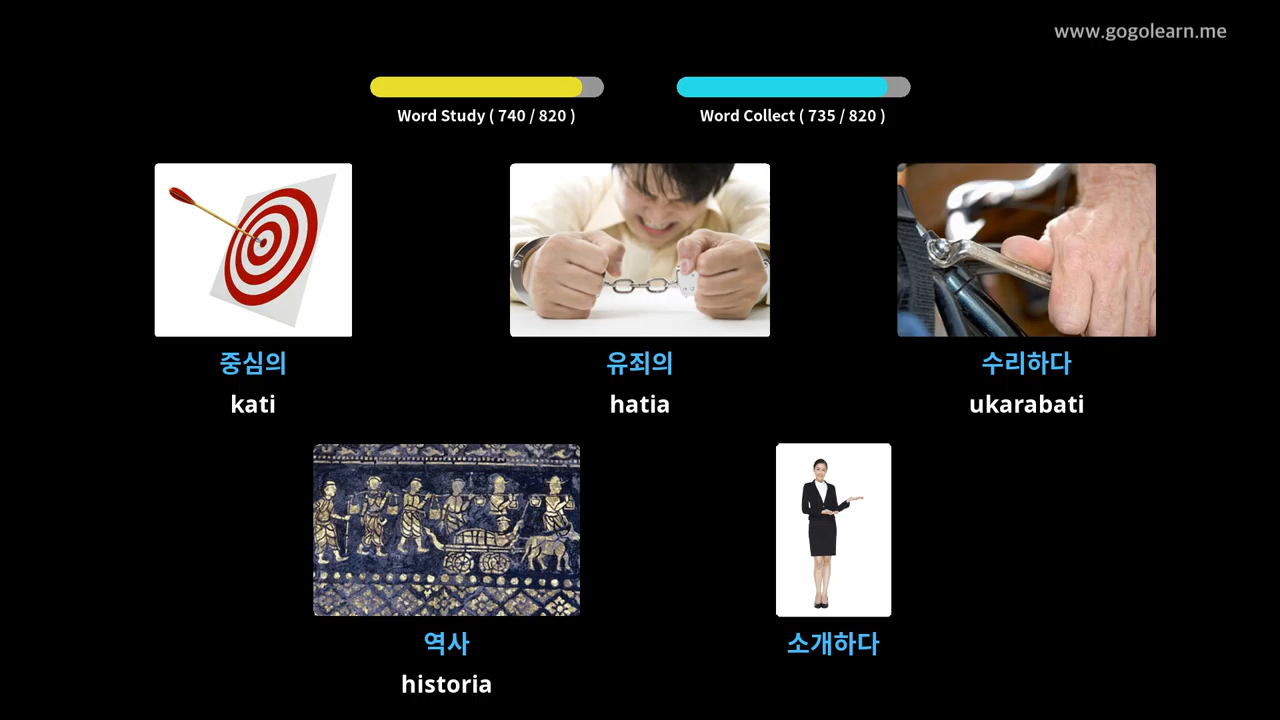 www.gogolearn.me
Word Study ( 740 / 820 )
Word Collect ( 735 / 820 )
중심의
유죄의
수리하다
kati
hatia
ukarabati
역사
소개하다
historia